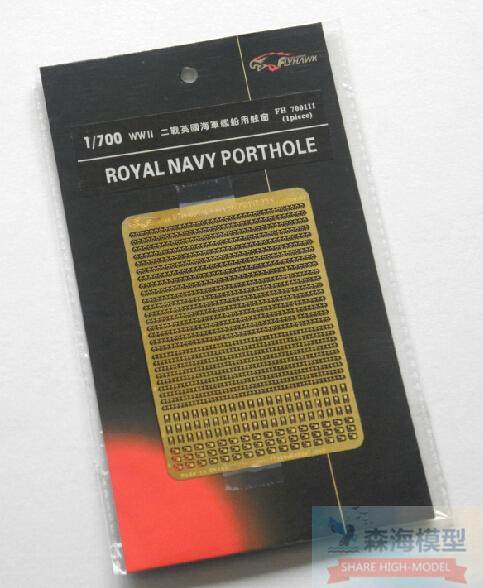 FLYHAWK
1/700 WWII 二戰英國海軍艦船用舷窗 FH 700111
(1piece)
ROYAL NAVY PORTHOLE
森海模型
SHARE HIGH-MODEL